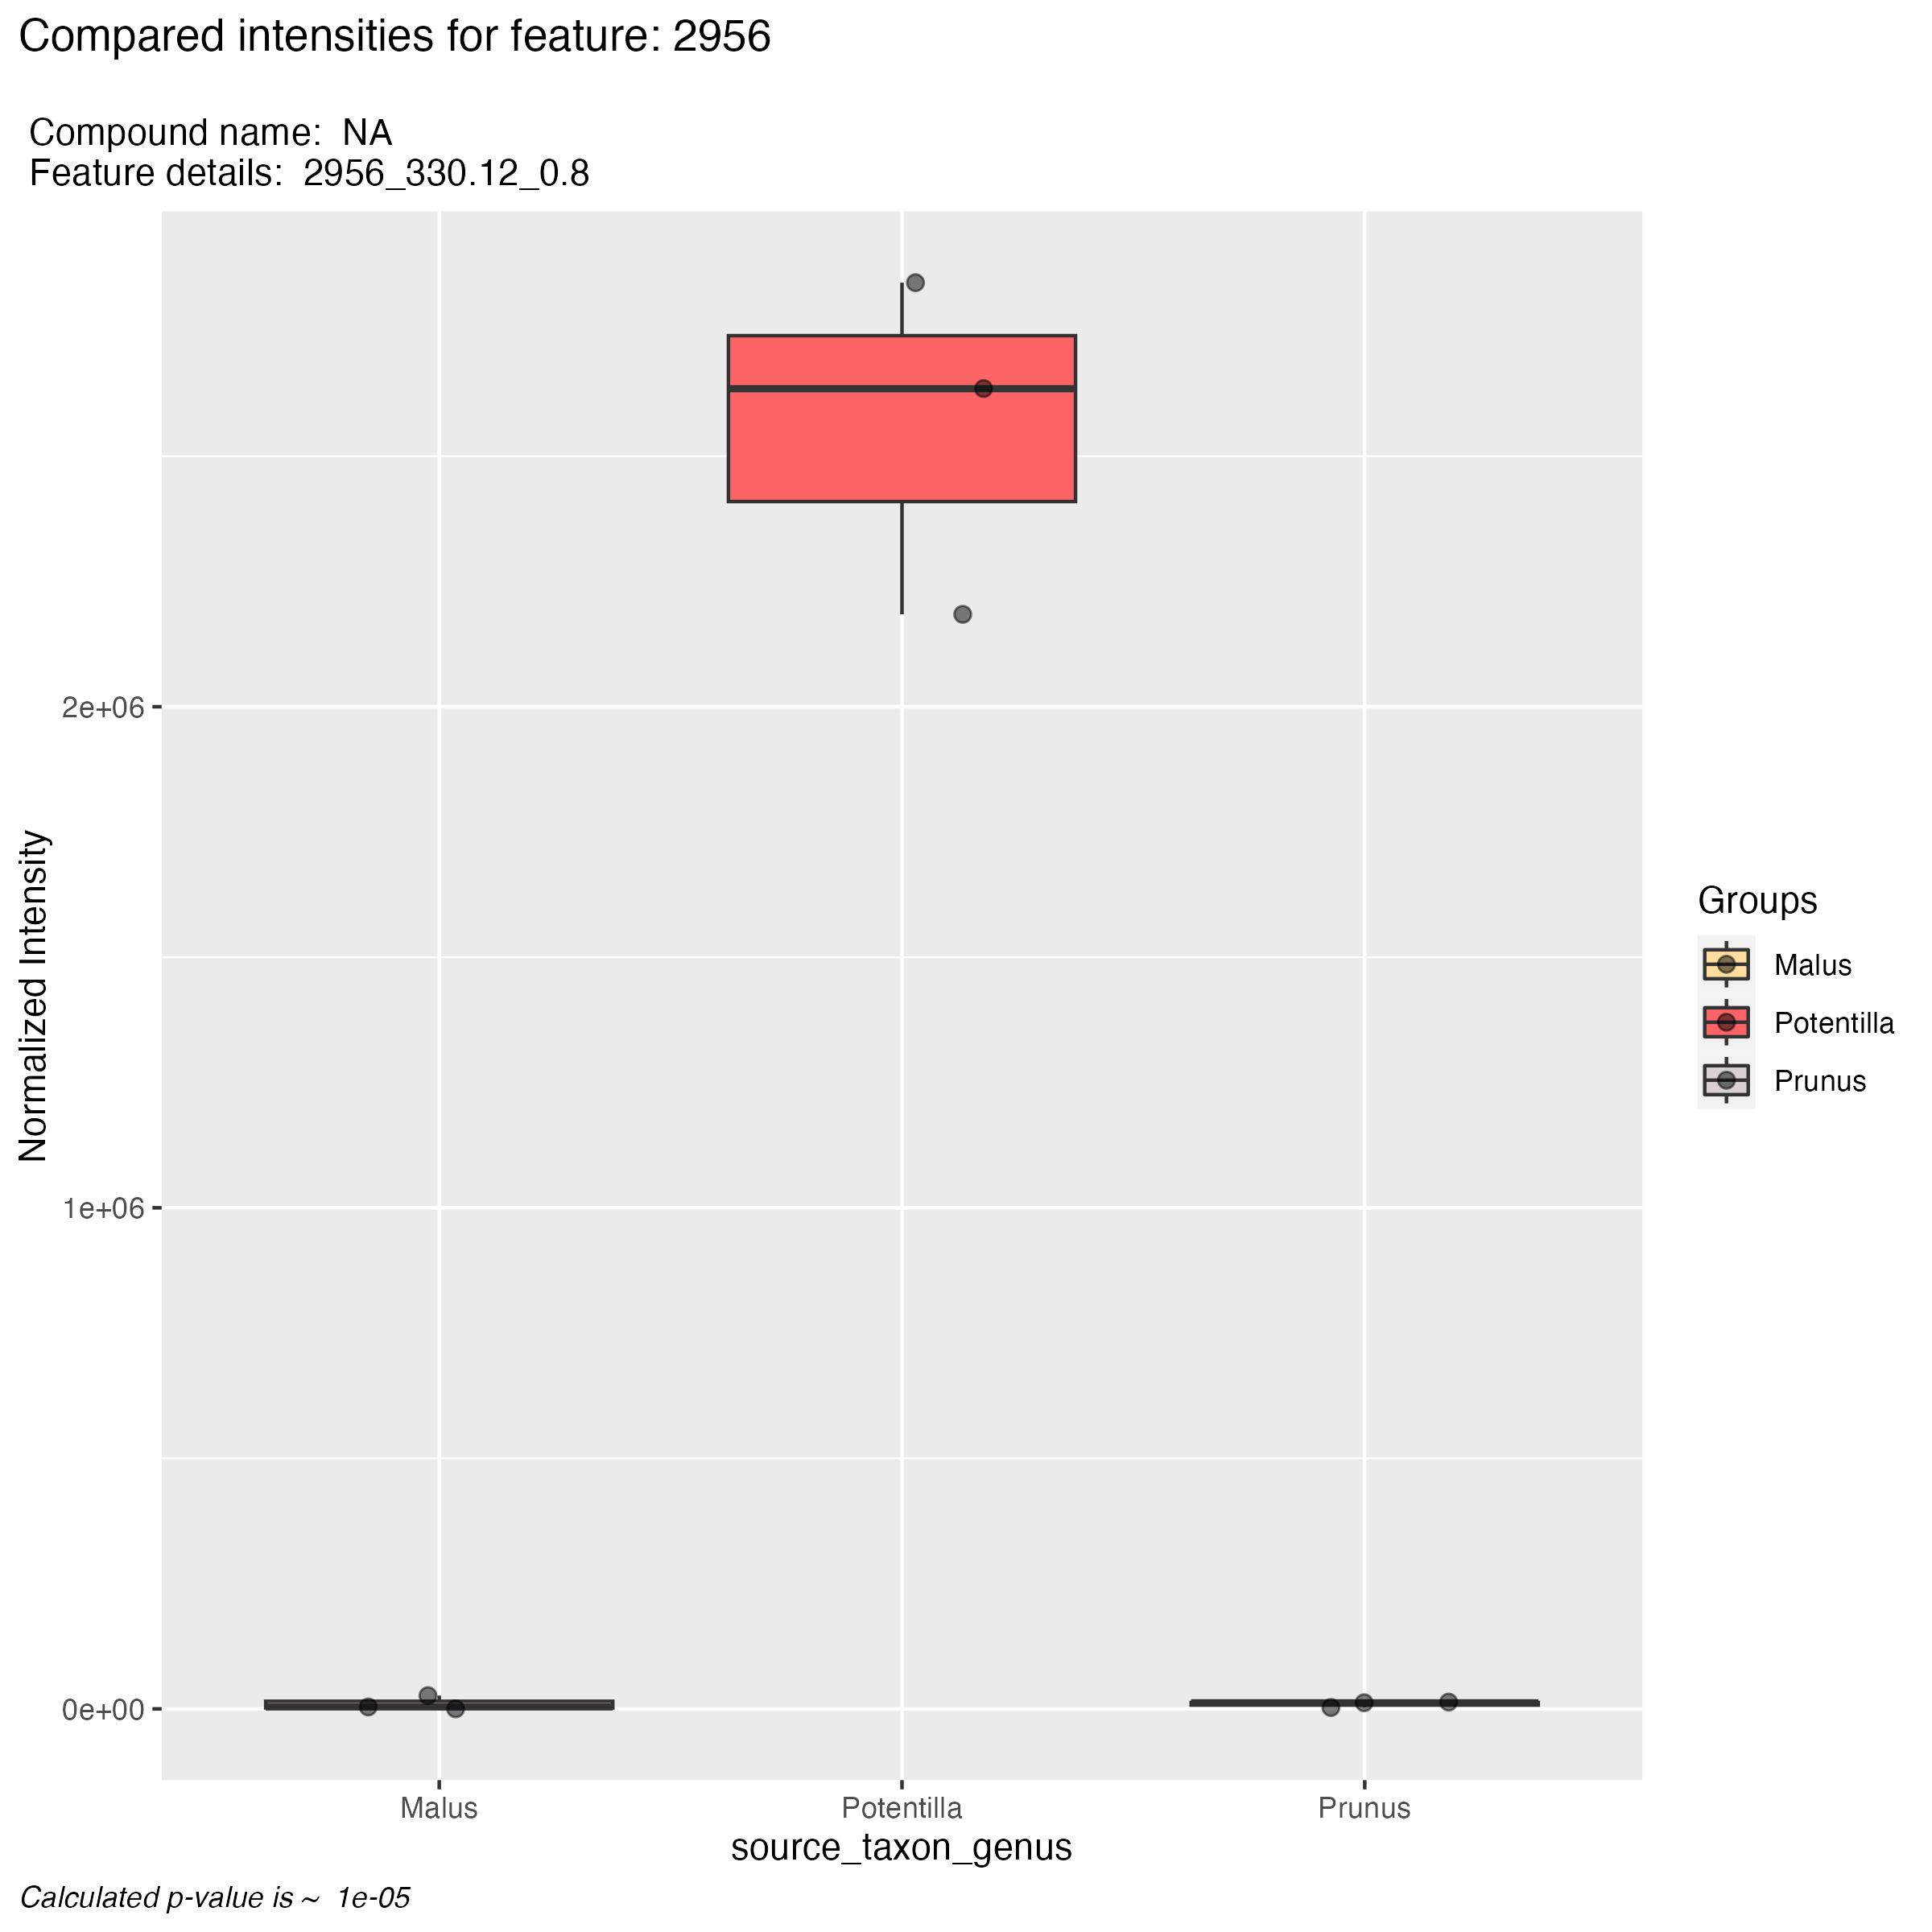 Compared intensities for feature: 2956
Compound name:  NA
Feature details:  2956_330.12_0.8
Normalized Intensity
2e+06
1e+06
0e+00
Malus
Potentilla
Prunus
source_taxon_genus
Groups
Malus
Potentilla
Prunus
Calculated p-value is ~  1e-05